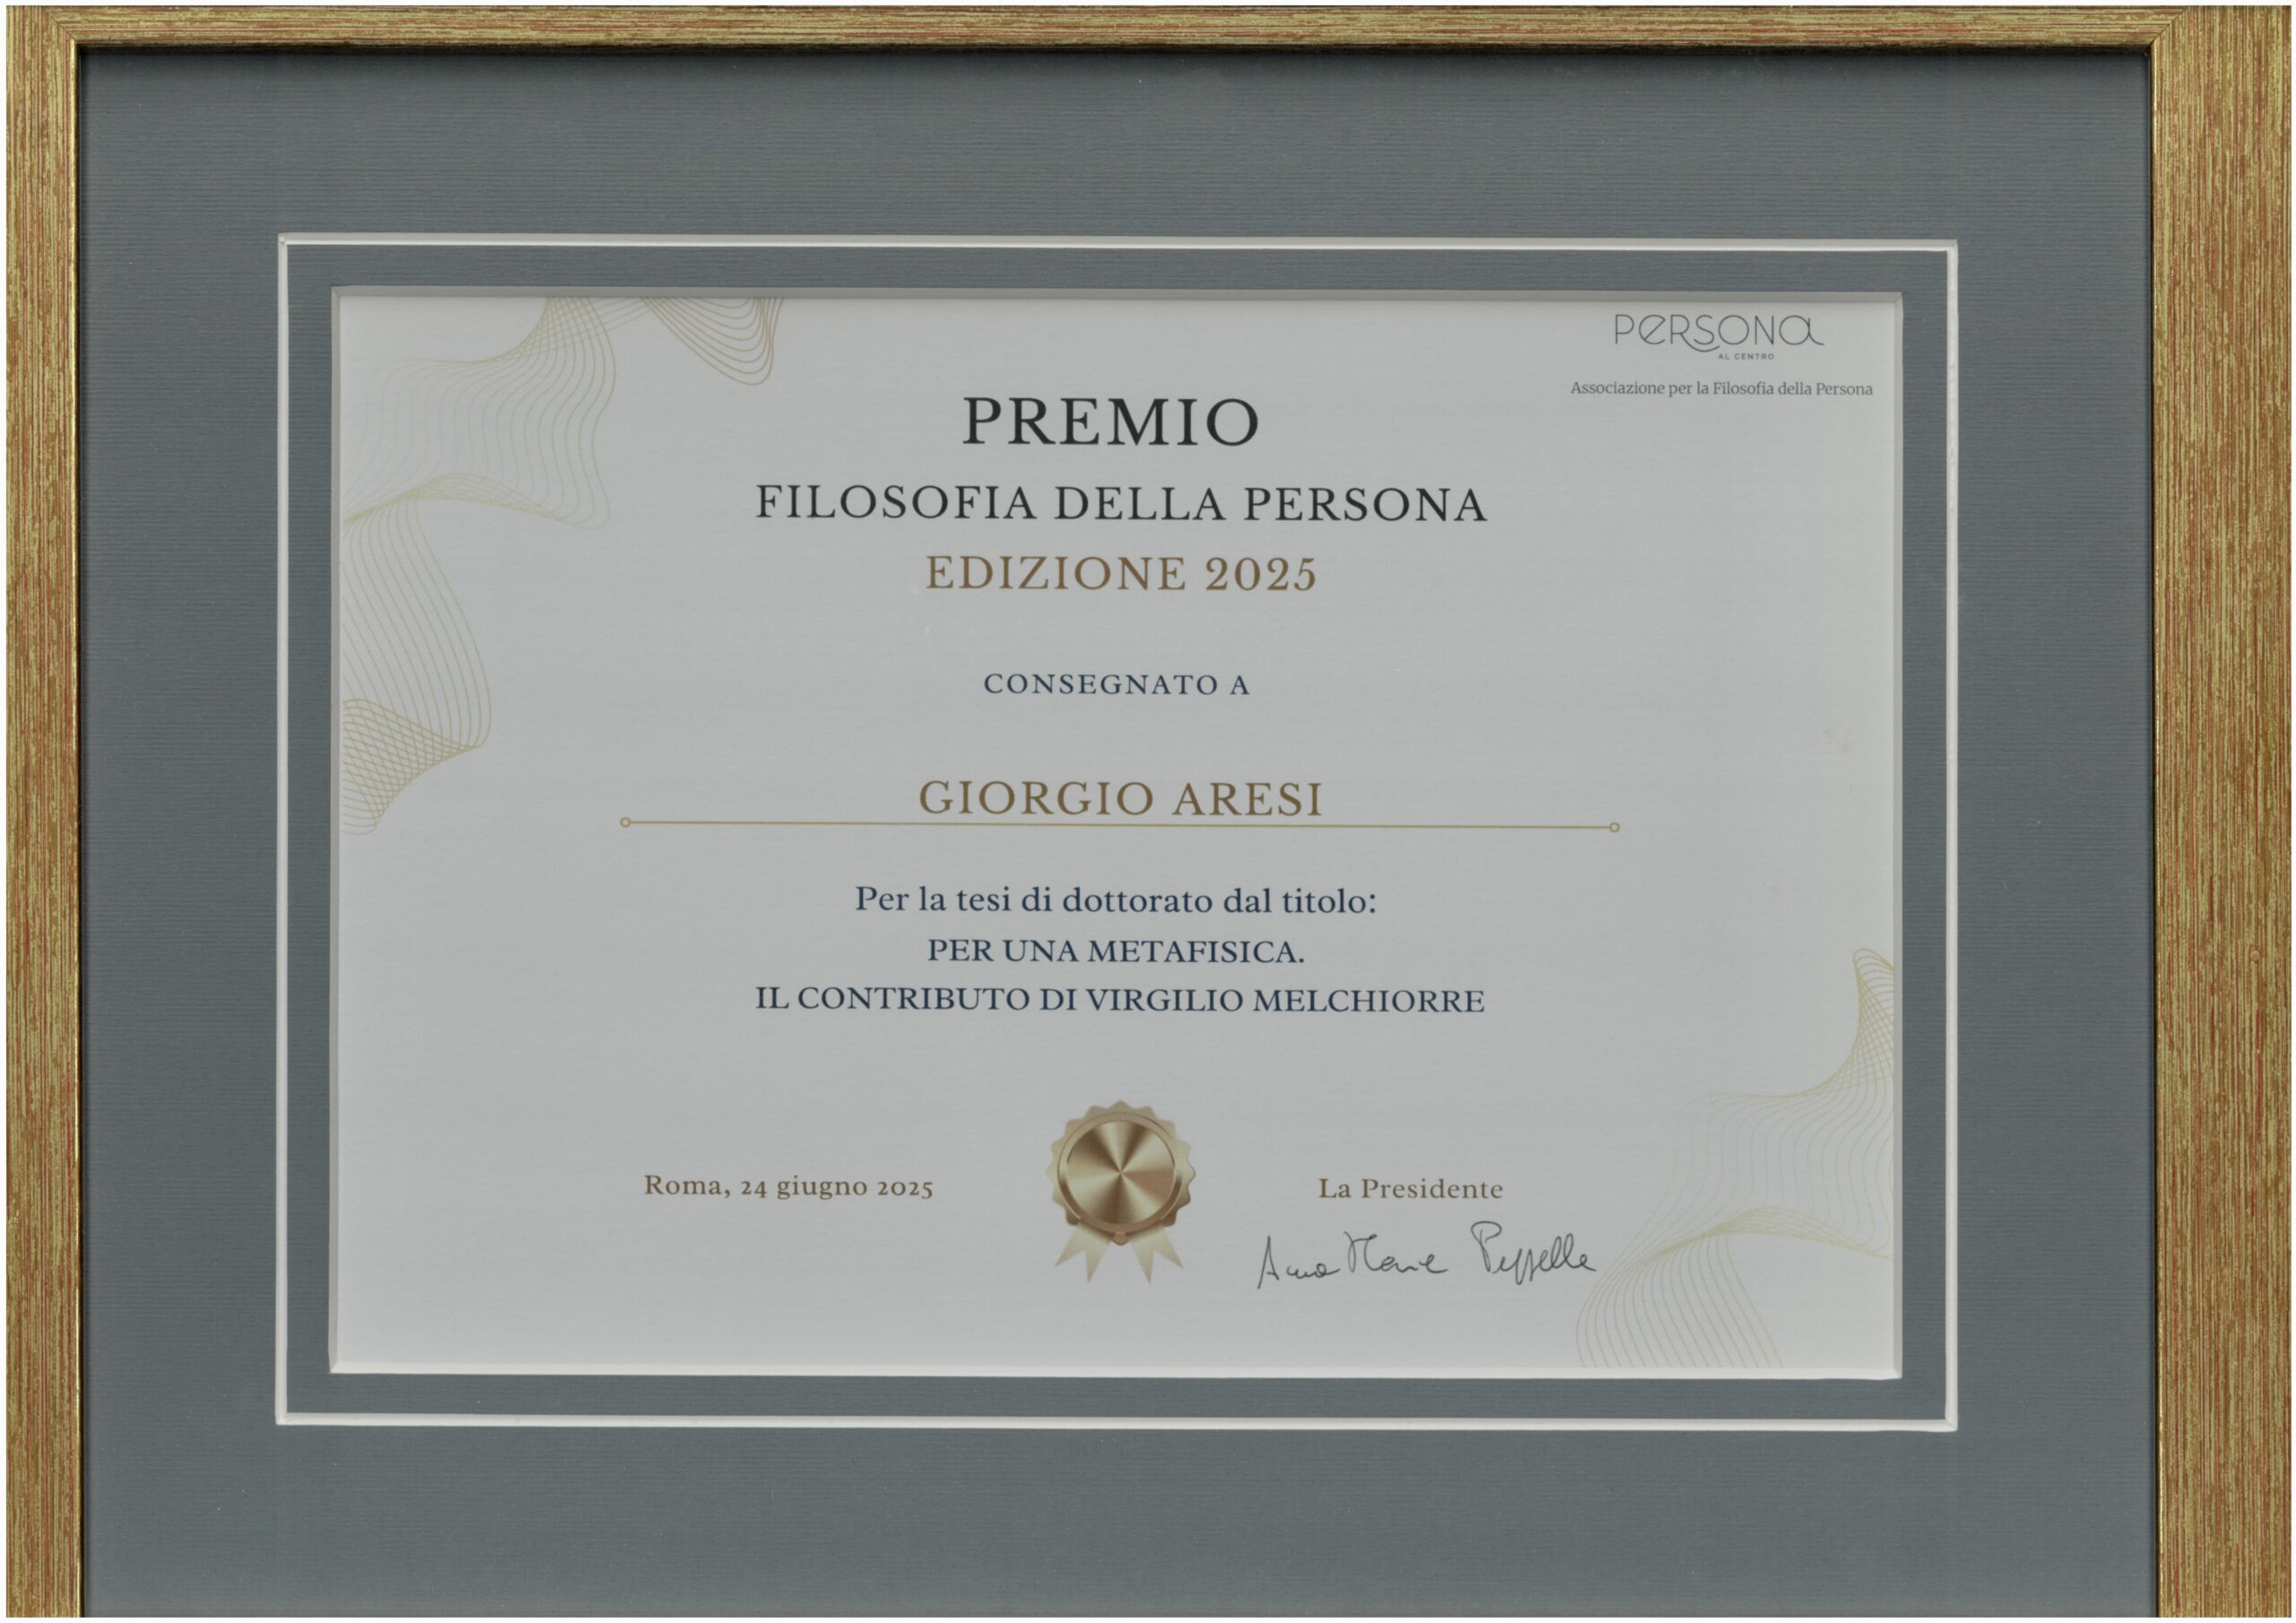 PERSONA
AL CENTRO
Associazione per la Filosofia della Persona
PREMIO
FILOSOFIA DELLA PERSONA
EDIZIONE 2025
CONSEGNATO A
GIORGIO ARESI
Per la tesi di dottorato dal titolo:
PER UNA METAFISICA.
IL CONTRIBUTO DI VIRGILIO MELCHIORRE
Roma, 24 giugno 2025
La Presidente
Anna Maria